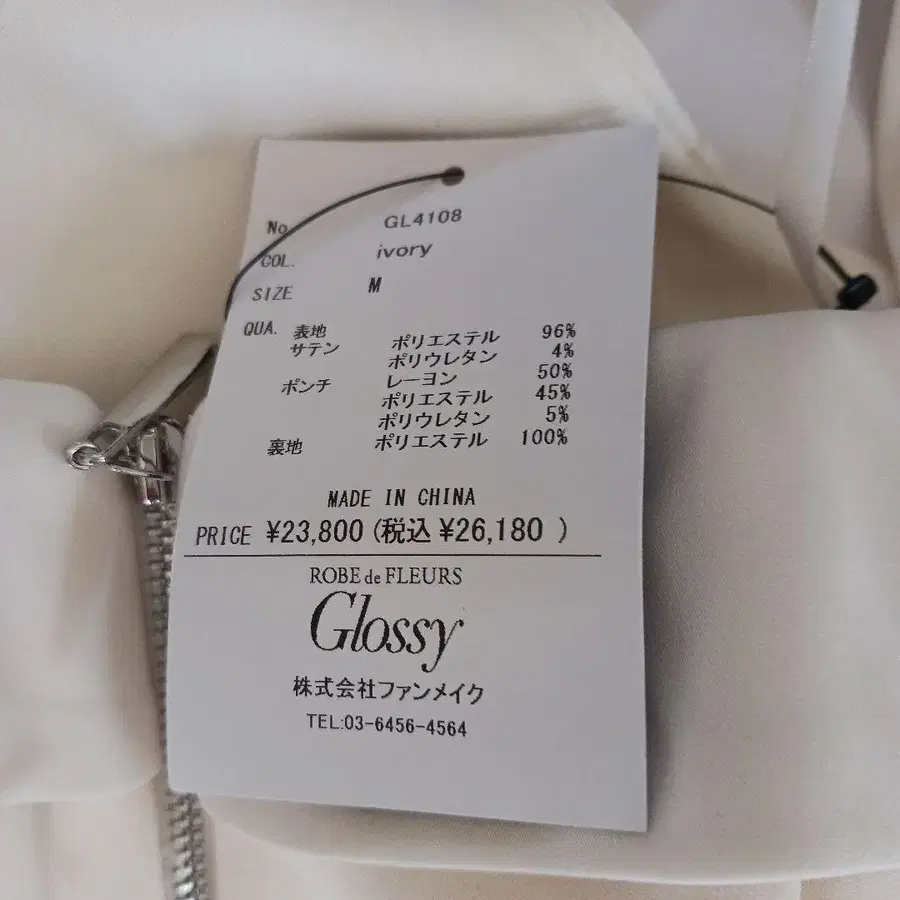 No. GL4108
COL. ivory
SIZE M
QUA. 表地
サテン ポリエステル 96%
ポリウレタン 4%
ポンチ レーヨン 50%
ポリエステル 45%
ポリウレタン 5%
裏地 ポリエステル 100%
MADE IN CHINA
PRICE ¥23,800 (税込 ¥26,180 )
ROBE de FLEURS
Glossy
株式会社ファンメイク
TEL:03-6456-4564